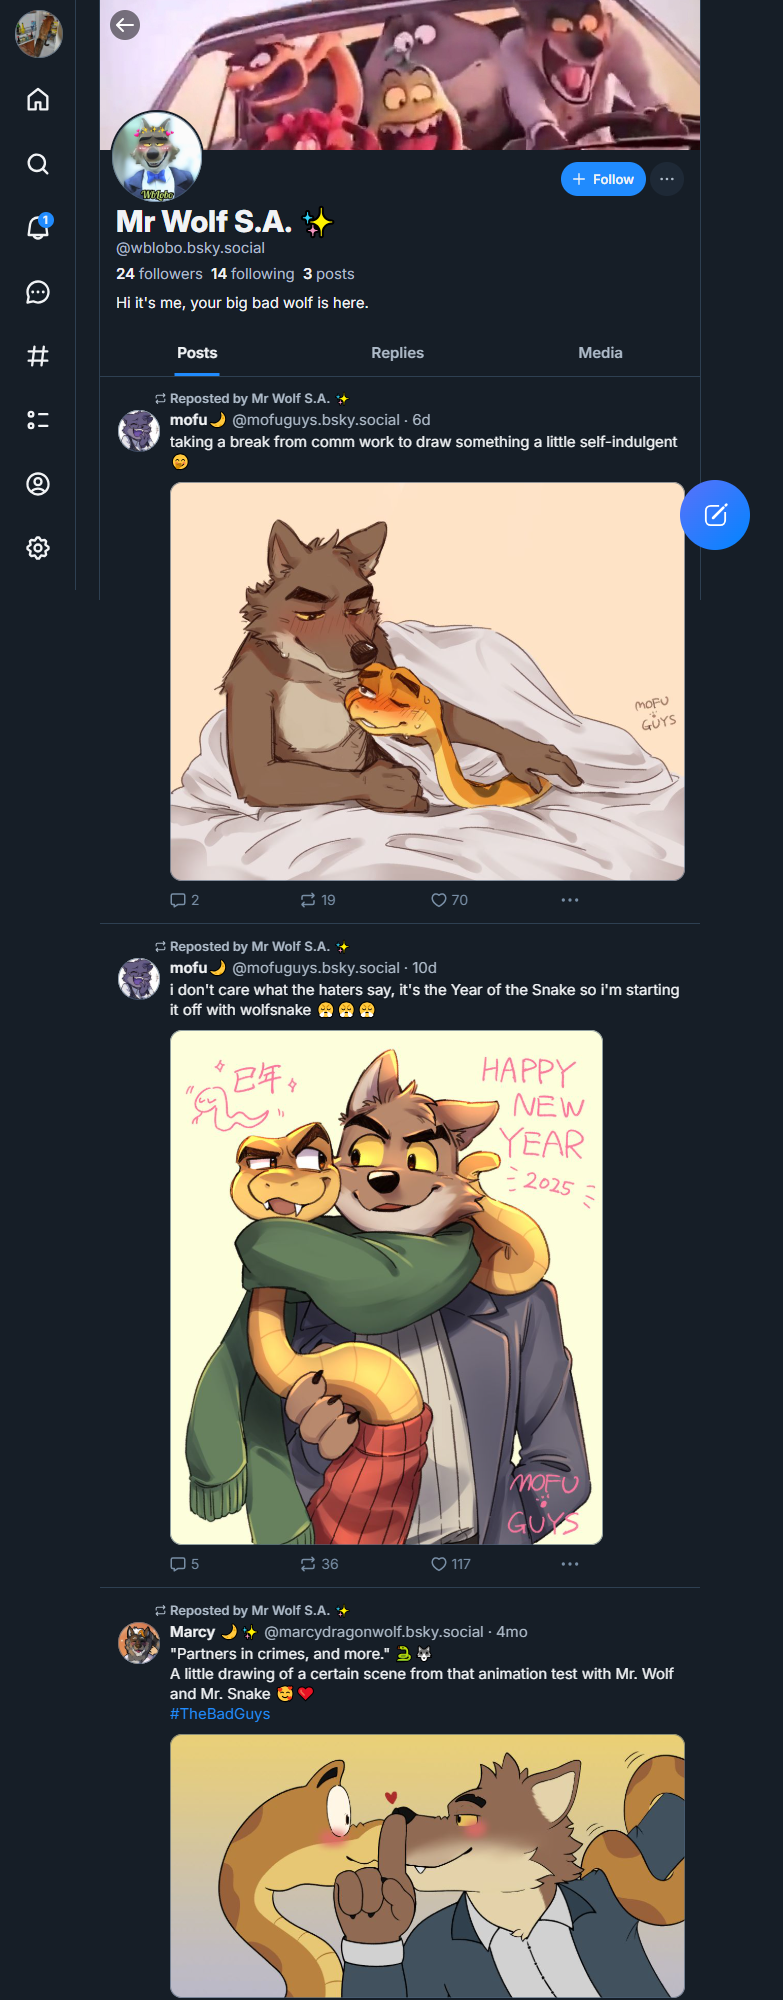 WbLobo
+ Follow
Mr Wolf S.A. ✨
@wblobo.bsky.social
24 followers 14 following 3 posts
Hi it's me, your big bad wolf is here.
Posts Replies Media
1
Reposted by Mr Wolf S.A. ✨
mofu🌙 @mofuguys.bsky.social · 6d
taking a break from comm work to draw something a little self-indulgent
😊
MOFU
GUYS
2 19 70
Reposted by Mr Wolf S.A. ✨
mofu🌙 @mofuguys.bsky.social · 10d
i don't care what the haters say, it's the Year of the Snake so i'm starting
it off with wolfsnake 😤 😤 😤
巳年
HAPPY
NEW
YEAR
2025
MOFU
GUYS
5 36 117
Reposted by Mr Wolf S.A. ✨
Marcy 🌙✨ @marcydragonwolf.bsky.social · 4mo
"Partners in crimes, and more." 🐍🐺
A little drawing of a certain scene from that animation test with Mr. Wolf
and Mr. Snake 🥰❤️
#TheBadGuys